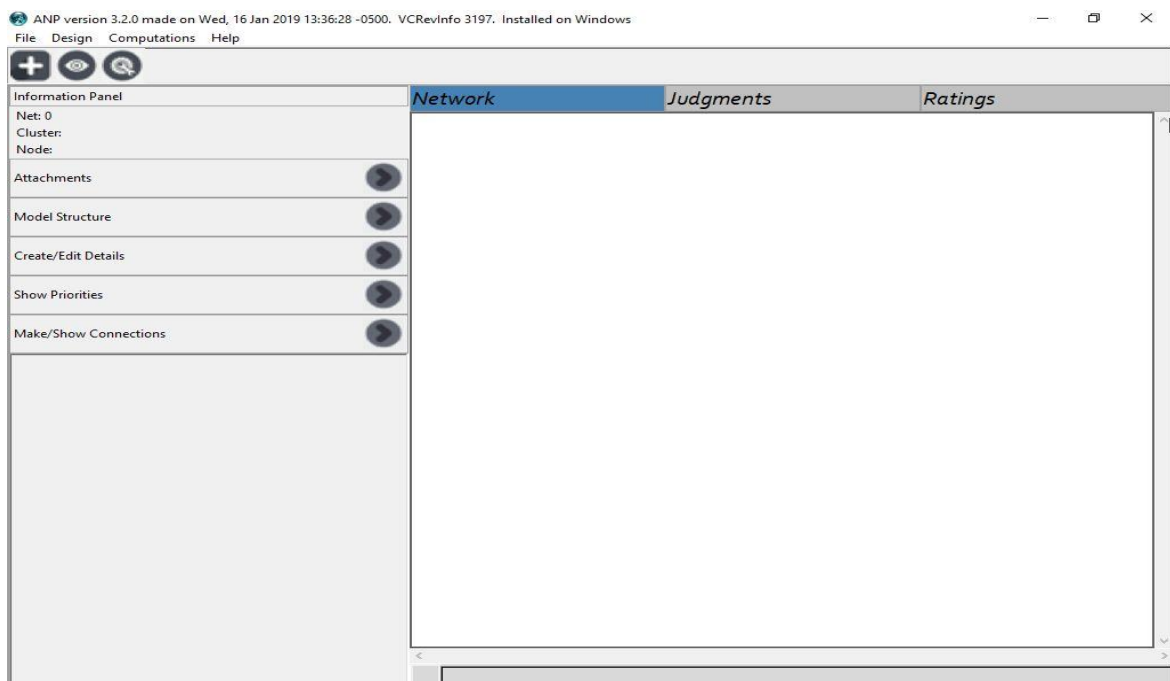 ANP version 3.2.0 made on Wed, 16 Jan 2019 13:36:28 -0500. VCRevInfo 3197. Installed on Windows
File Design Computations Help
Information Panel
Network Judgments Ratings
Net: 0
Cluster:
Node:
Attachments
Model Structure
Create/Edit Details
Show Priorities
Make/Show Connections